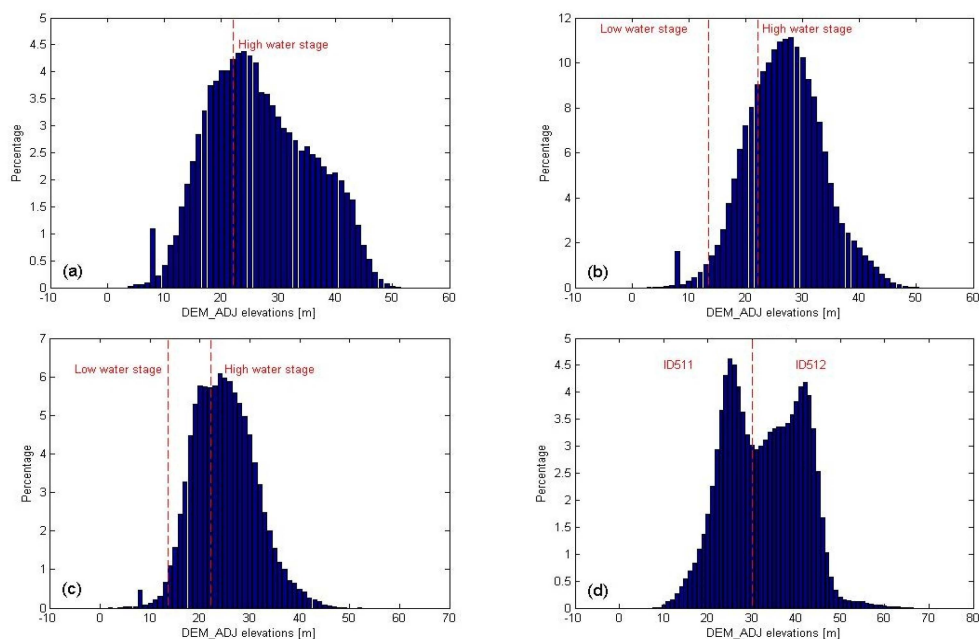 5
4.5
4
3.5
3
2.5
2
1.5
1
0.5
0
Percentage
High water stage
(a)
-10 0 10 20 30 40 50 60
DEM_ADJ elevations [m]
12
10
8
6
4
2
0
Percentage
Low water stage
High water stage
(b)
-10 0 10 20 30 40 50 60
DEM_ADJ elevations [m]
7
6
5
4
3
2
1
0
Percentage
Low water stage
High water stage
(c)
-10 0 10 20 30 40 50 60 70
DEM_ADJ elevations [m]
5
4.5
4
3.5
3
2.5
2
1.5
1
0.5
0
Percentage
ID511
ID512
(d)
-10 0 10 20 30 40 50 60 70 80
DEM_ADJ elevations [m]